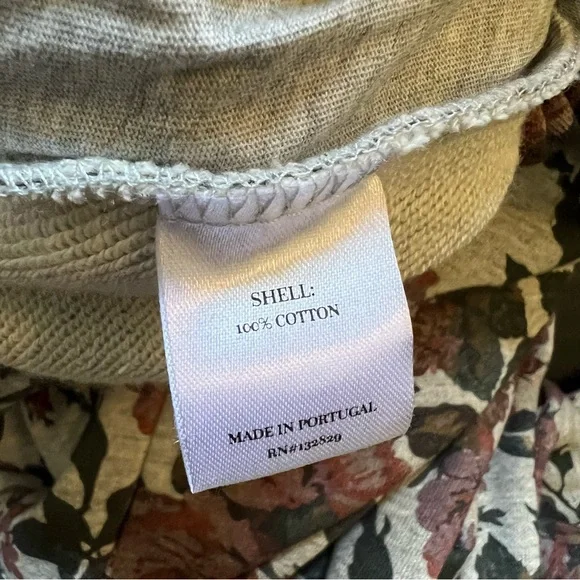 SHELL:
100% COTTON
MADE IN PORTUGAL
RN#132829